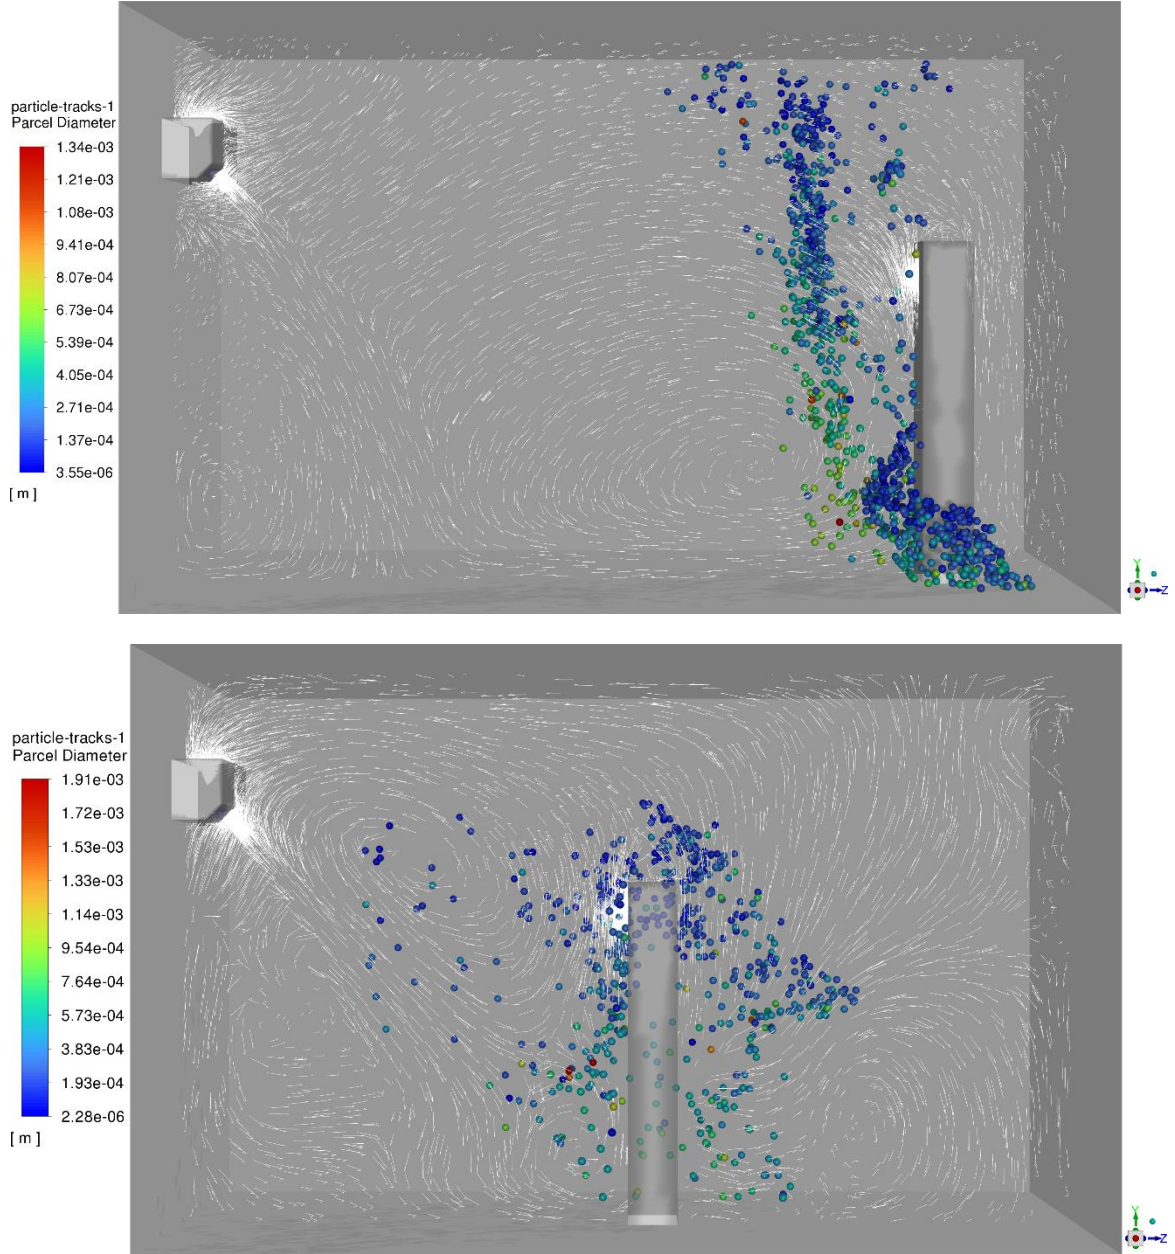 particle-tracks-1
Parcel Diameter
1.34e-03
1.21e-03
1.08e-03
9.41e-04
8.07e-04
6.73e-04
5.39e-04
4.05e-04
2.71e-04
1.37e-04
3.55e-06
[ m ]
Y
Z
particle-tracks-1
Parcel Diameter
1.91e-03
1.72e-03
1.53e-03
1.33e-03
1.14e-03
9.54e-04
7.64e-04
5.73e-04
3.83e-04
1.93e-04
2.28e-06
[ m ]
Y
Z